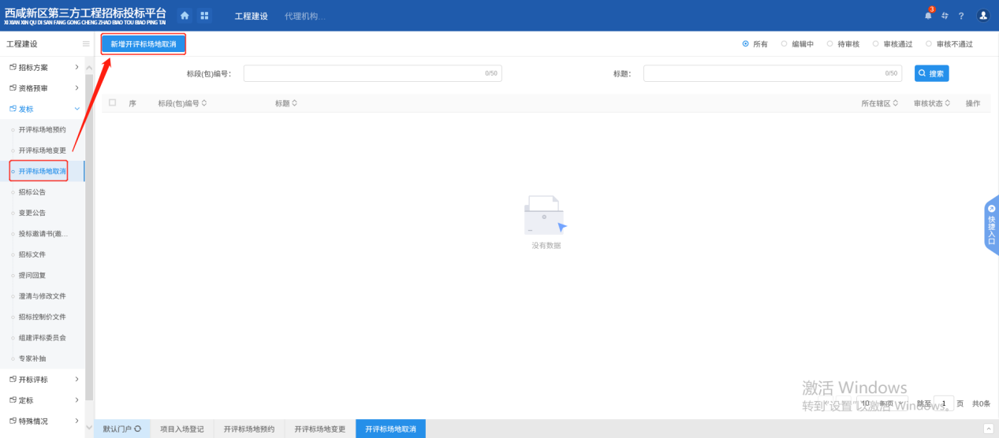 西咸新区第三方工程招标投标平台
XI XIAN XIN QU DI SAN FANG GONG CHENG ZHAO BIAO TOU BIAO PING TAI
工程建设 代理机构...
3
工程建设
新增开评标场地取消
所有 编辑中 待审核 审核通过 审核不通过
招标方案
资格预审
发标
开评标场地预约
开评标场地变更
开评标场地取消
招标公告
变更公告
投标邀请书(邀...
招标文件
提问回复
澄清与修改文件
招标控制价文件
组建评标委员会
专家补抽
开标评标
定标
特殊情况
标段(包)编号: 0/50 标题: 0/50 搜索
序 标段(包)编号 标题 所在辖区 审核状态 操作
没有数据
快捷入口
激活 Windows
转到"设置"以激活 Windows。
10 条/页 跳至 1 页 共0条
默认门户 项目入场登记 开评标场地预约 开评标场地变更 开评标场地取消